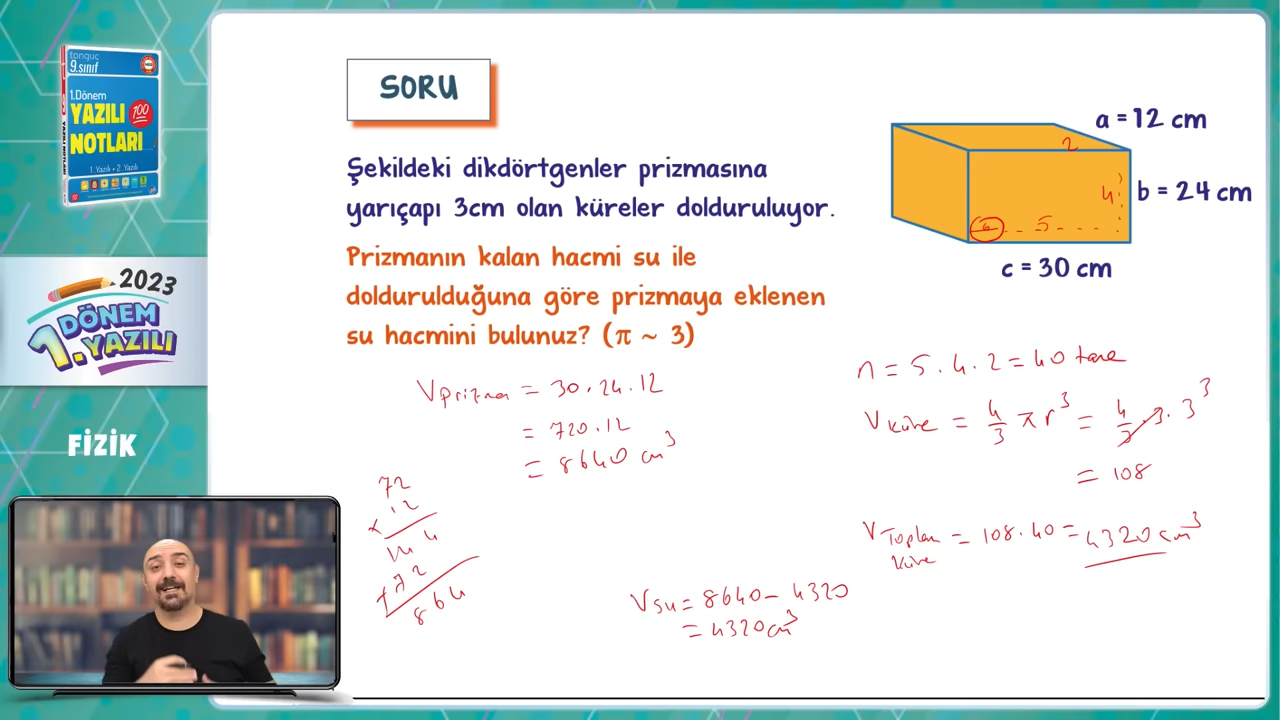 tonguç
9.sınıf
1.Dönem
YAZILI
100
NOTLARI
1.Yazılı • 2.Yazılı
YAZILI NOTLARI
2023
1.DÖNEM
YAZILI
FİZİK
SORU
Şekildeki dikdörtgenler prizmasına
yarıçapı 3cm olan küreler dolduruluyor.
Prizmanın kalan hacmi su ile
doldurulduğuna göre prizmaya eklenen
su hacmini bulunuz? (π ~ 3)
a = 12 cm
b = 24 cm
c = 30 cm
2
4
6
5
Vprizma = 30.24.12
= 720.12
= 8640 cm³
72
x 12
144
+ 72
864
n = 5.4.2 = 40 tane
Vküre = 4/3 π r³ = 4/3 . 3 . 3³
= 108
VToplam küre = 108.40 = 4320 cm³
Vsu = 8640 - 4320
= 4320 cm³